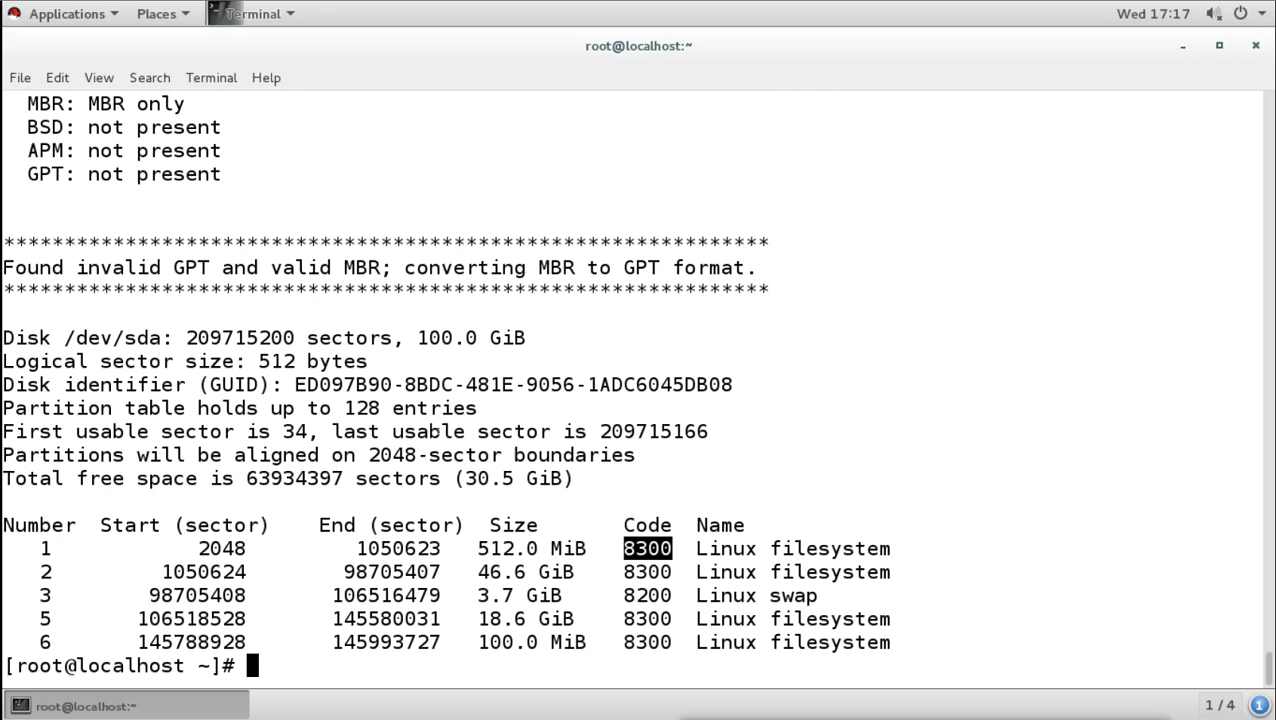 Applications Places Terminal Wed 17:17
root@localhost:~
File Edit View Search Terminal Help
MBR: MBR only
BSD: not present
APM: not present
GPT: not present
***************************************************************
Found invalid GPT and valid MBR; converting MBR to GPT format.
***************************************************************
Disk /dev/sda: 209715200 sectors, 100.0 GiB
Logical sector size: 512 bytes
Disk identifier (GUID): ED097B90-8BDC-481E-9056-1ADC6045DB08
Partition table holds up to 128 entries
First usable sector is 34, last usable sector is 209715166
Partitions will be aligned on 2048-sector boundaries
Total free space is 63934397 sectors (30.5 GiB)
Number Start (sector) End (sector) Size Code Name
1 2048 1050623 512.0 MiB 8300 Linux filesystem
2 1050624 98705407 46.6 GiB 8300 Linux filesystem
3 98705408 106516479 3.7 GiB 8200 Linux swap
5 106518528 145580031 18.6 GiB 8300 Linux filesystem
6 145788928 145993727 100.0 MiB 8300 Linux filesystem
[root@localhost ~]#
root@localhost:~ 1 / 4 1